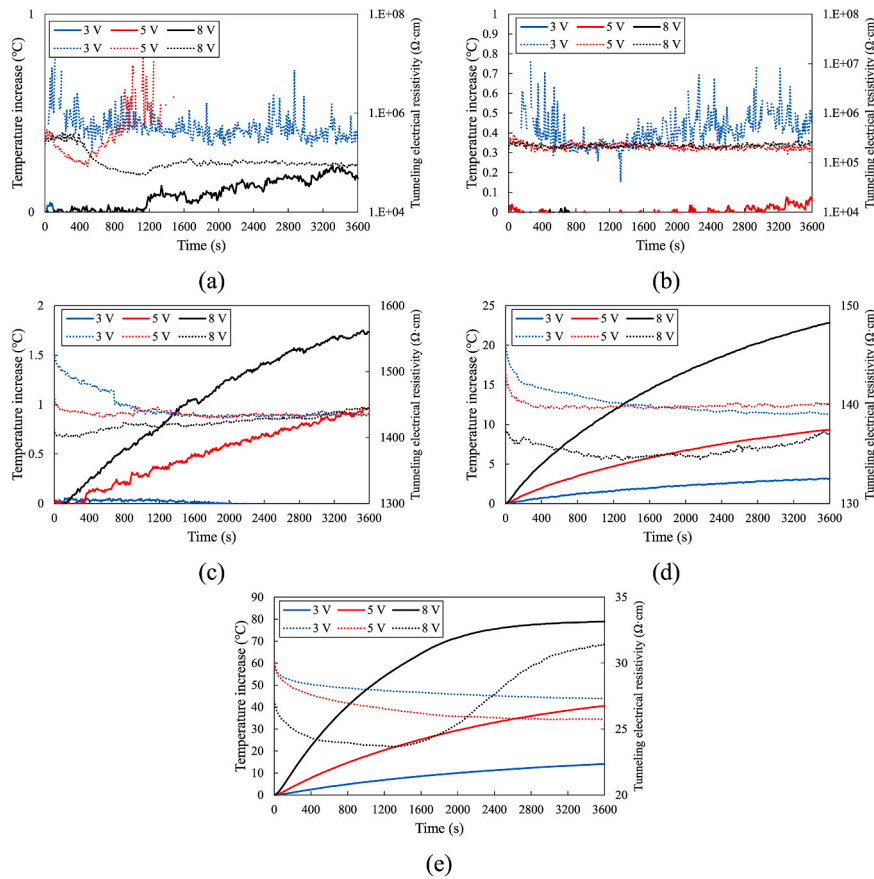 1
0
Temperature increase (℃)
3 V 5 V 8 V
3 V 5 V 8 V
1.E+08
1.E+06
1.E+04
Tunneling electrical resistivity (Ω·cm)
0 400 800 1200 1600 2000 2400 2800 3200 3600
Time (s)
(a)
1
0.9
0.8
0.7
0.6
0.5
0.4
0.3
0.2
0.1
0
Temperature increase (℃)
3 V 5 V 8 V
3 V 5 V 8 V
1.E+08
1.E+07
1.E+06
1.E+05
1.E+04
Tunneling electrical resistivity (Ω·cm)
0 400 800 1200 1600 2000 2400 2800 3200 3600
Time (s)
(b)
2
1.5
1
0.5
0
Temperature increase (℃)
3 V 5 V 8 V
3 V 5 V 8 V
1600
1500
1400
1300
Tunneling electrical resistivity (Ω·cm)
0 400 800 1200 1600 2000 2400 2800 3200 3600
Time (s)
(c)
25
20
15
10
5
0
Temperature increase (℃)
3 V 5 V 8 V
3 V 5 V 8 V
150
140
130
Tunneling electrical resistivity (Ω·cm)
0 400 800 1200 1600 2000 2400 2800 3200 3600
Time (s)
(d)
90
80
70
60
50
40
30
20
10
0
Temperature increase (℃)
3 V 5 V 8 V
3 V 5 V 8 V
35
30
25
20
Tunneling electrical resistivity (Ω·cm)
0 400 800 1200 1600 2000 2400 2800 3200 3600
Time (s)
(e)